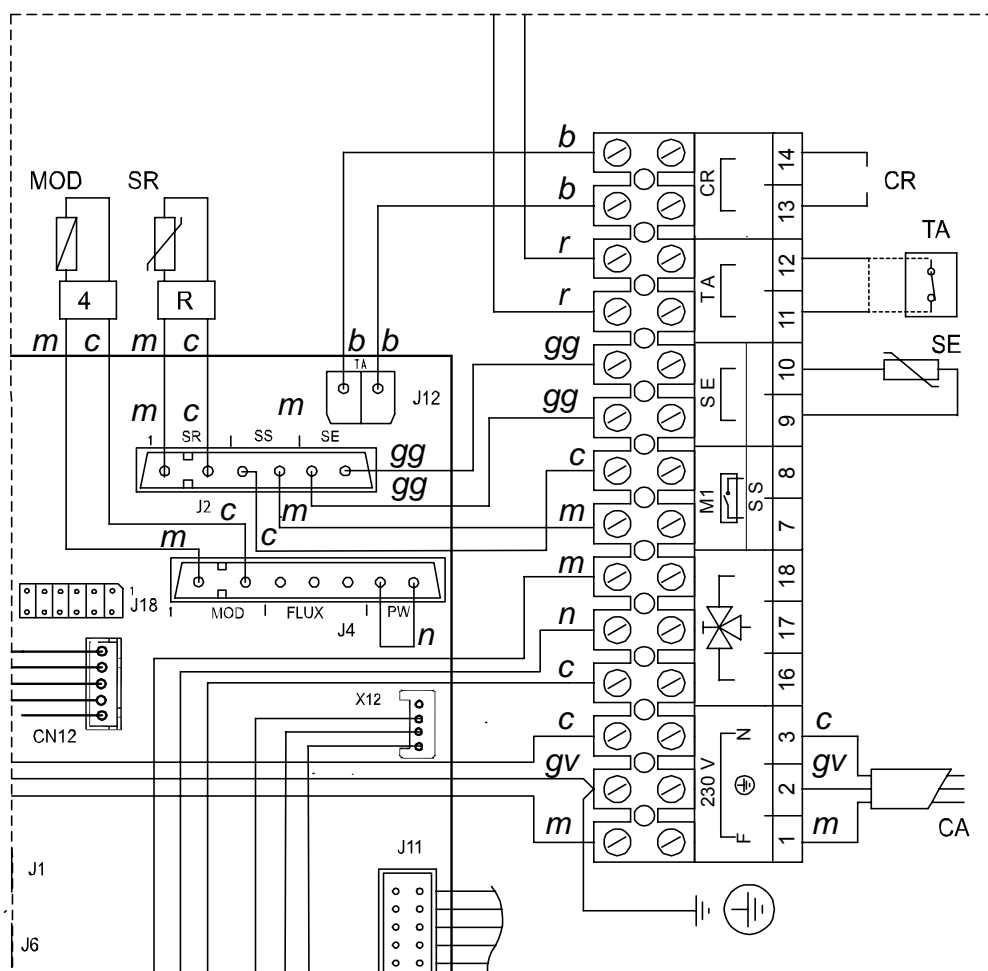 b
14
MOD SR
CR
CR
b
13
TA
r
12
4 R
TA
r
11
m c m c b b
SE
TA
gg
10
J12
SE
m c m
gg
9
1 SR SS SE
gg
c
8
gg
M1
SS
J2 c m
m
7
m c
m
18
1
J18
1 MOD FLUX PW
J4 n
n
17
c
16
X12
CN12
c
N
3
c
gv
230 V
2
gv
m
F
1
m
CA
J11
J1
J6